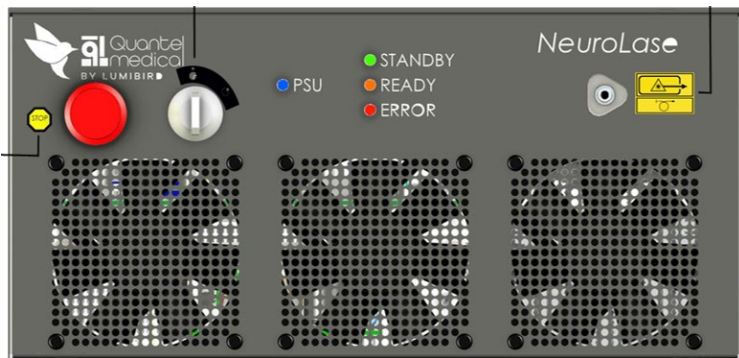 Quantel
medical
BY LUMIBIRD
NeuroLase
STANDBY
PSU
READY
ERROR
STOP